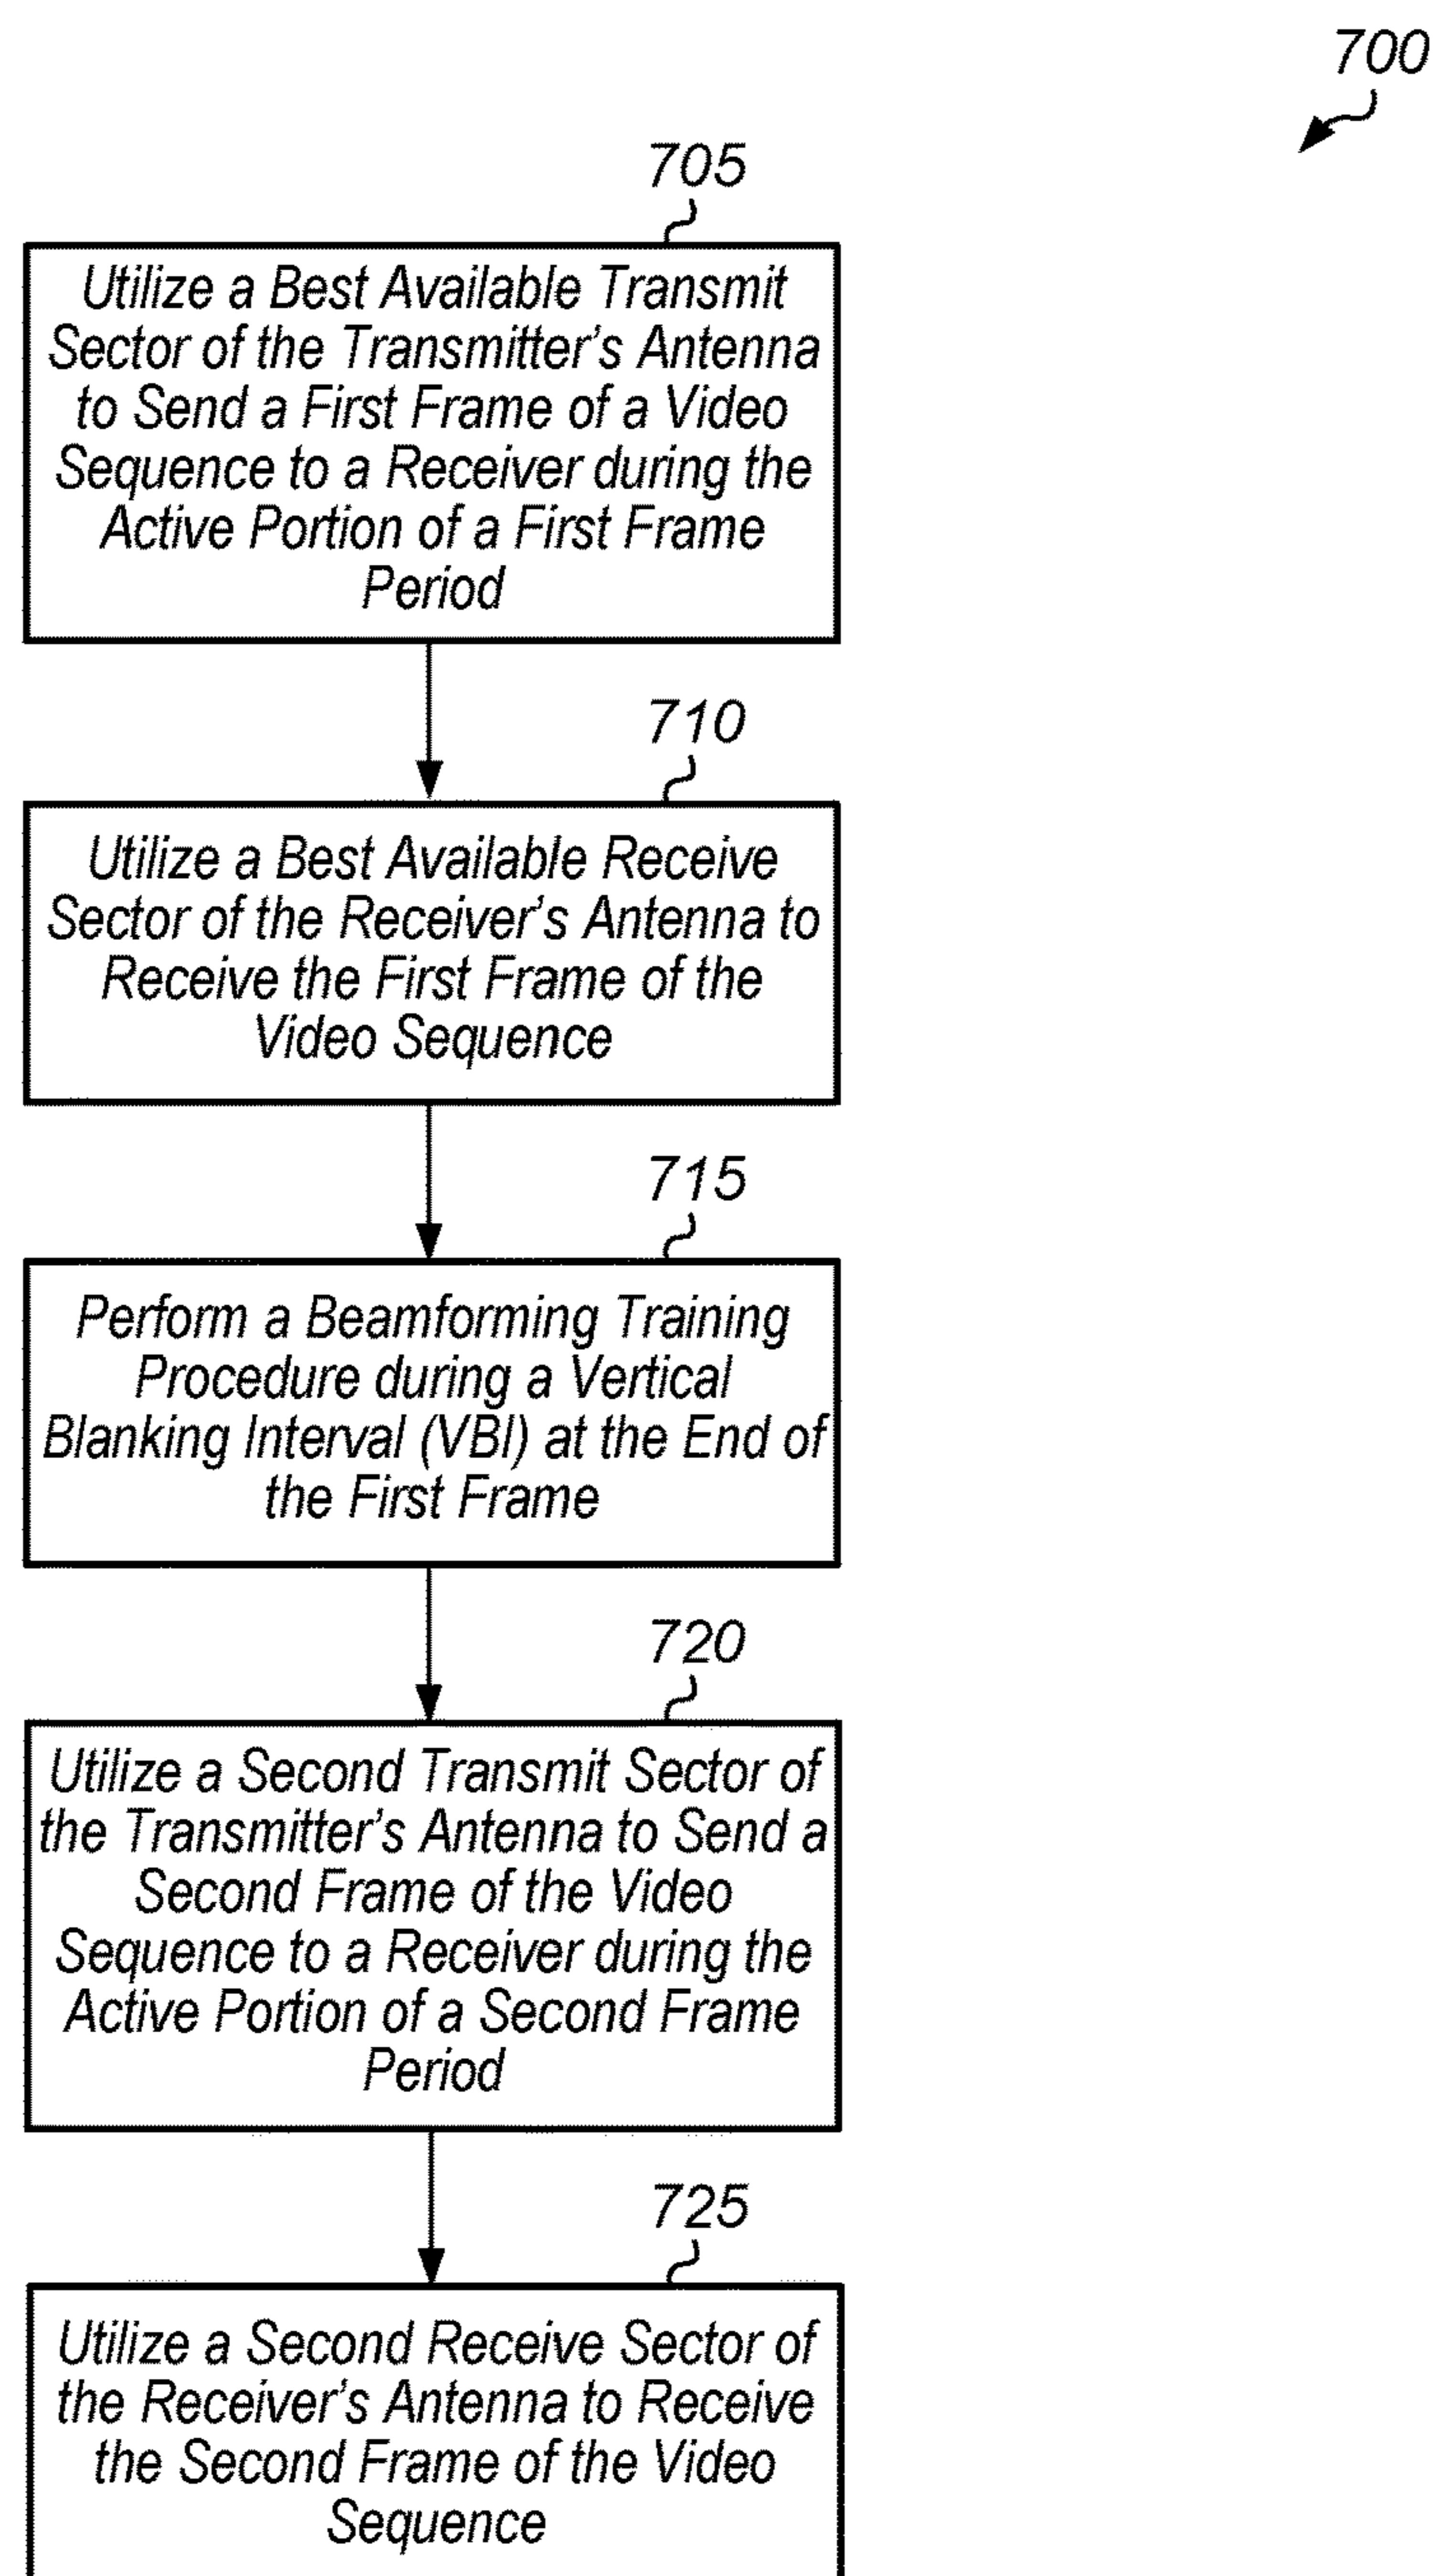 700
705
Utilize a Best Available Transmit
Sector of the Transmitter's Antenna
to Send a First Frame of a Video
Sequence to a Receiver during the
Active Portion of a First Frame
Period
710
Utilize a Best Available Receive
Sector of the Receiver's Antenna to
Receive the First Frame of the
Video Sequence
715
Perform a Beamforming Training
Procedure during a Vertical
Blanking Interval (VBI) at the End of
the First Frame
720
Utilize a Second Transmit Sector of
the Transmitter's Antenna to Send a
Second Frame of the Video
Sequence to a Receiver during the
Active Portion of a Second Frame
Period
725
Utilize a Second Receive Sector of
the Receiver's Antenna to Receive
the Second Frame of the Video
Sequence